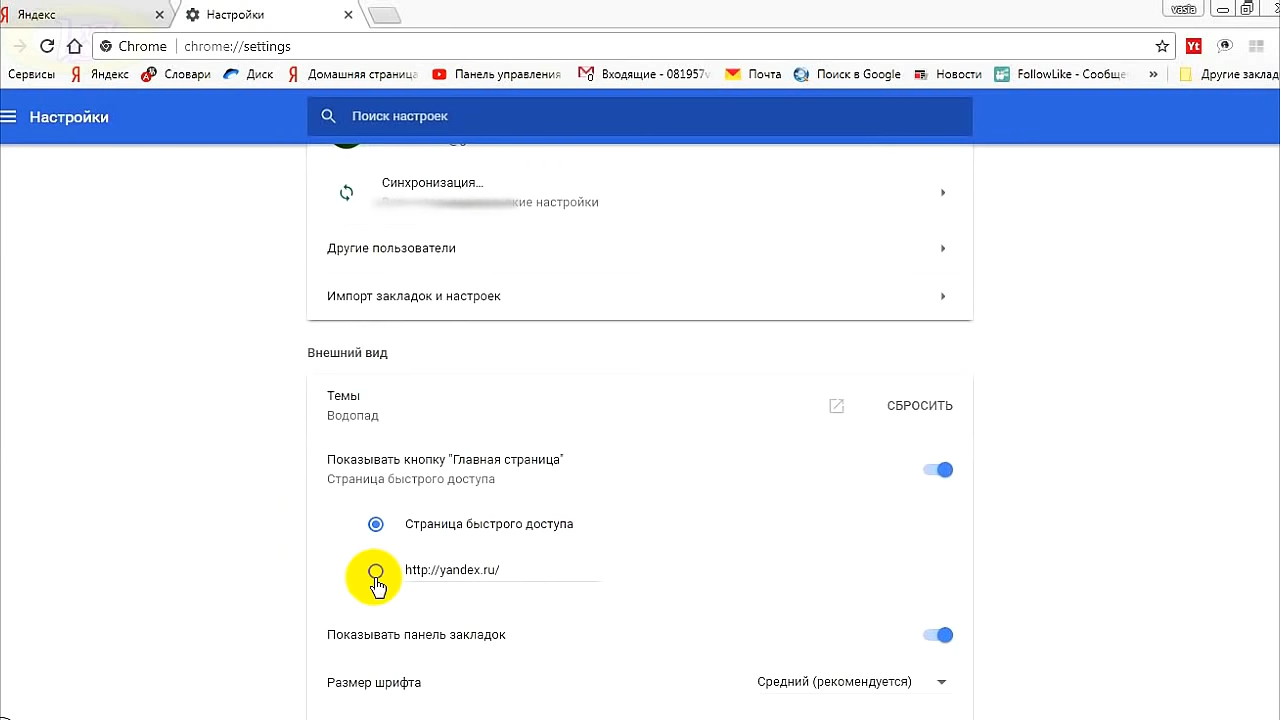 Яндекс
Настройки
vasia
Chrome
chrome://settings
Yt
Сервисы
Яндекс
Словари
Диск
Домашняя страница
Панель управления
Входящие - 081957
Почта
Поиск в Google
Новости
FollowLike - Сообще
Другие заклад
Настройки
Поиск настроек
Синхронизация…
кие настройки
Другие пользователи
Импорт закладок и настроек
Внешний вид
Темы
Водопад
СБРОСИТЬ
Показывать кнопку "Главная страница"
Страница быстрого доступа
Страница быстрого доступа
http://yandex.ru/
Показывать панель закладок
Размер шрифта
Средний (рекомендуется)